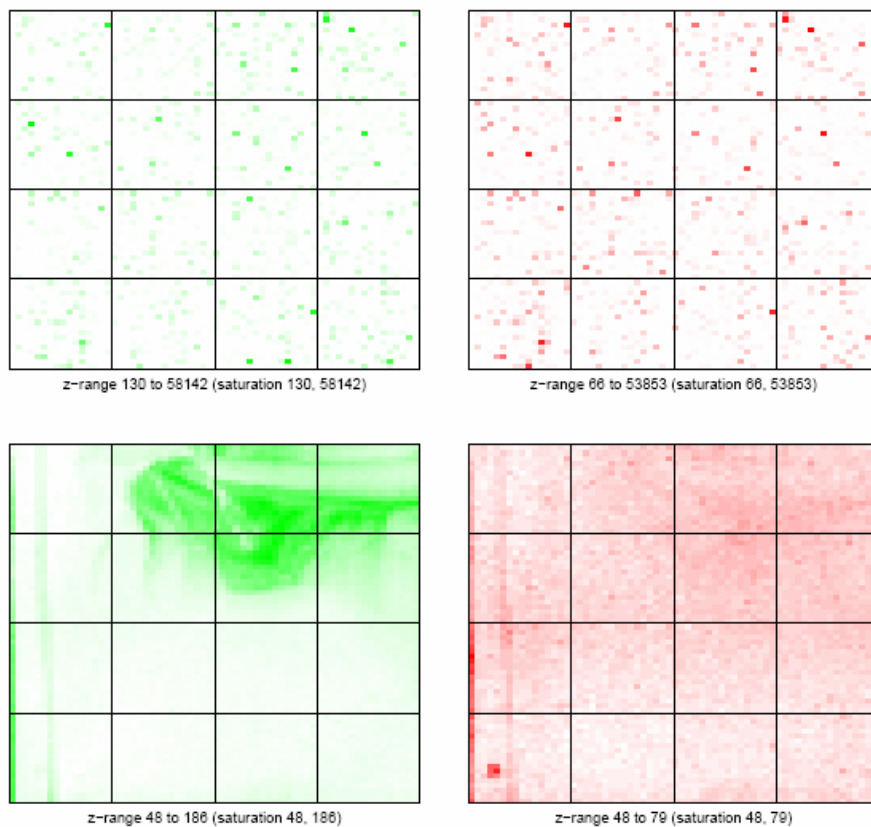 z-range 130 to 58142 (saturation 130, 58142)
z-range 66 to 53853 (saturation 66, 53853)
z-range 48 to 186 (saturation 48, 186)
z-range 48 to 79 (saturation 48, 79)